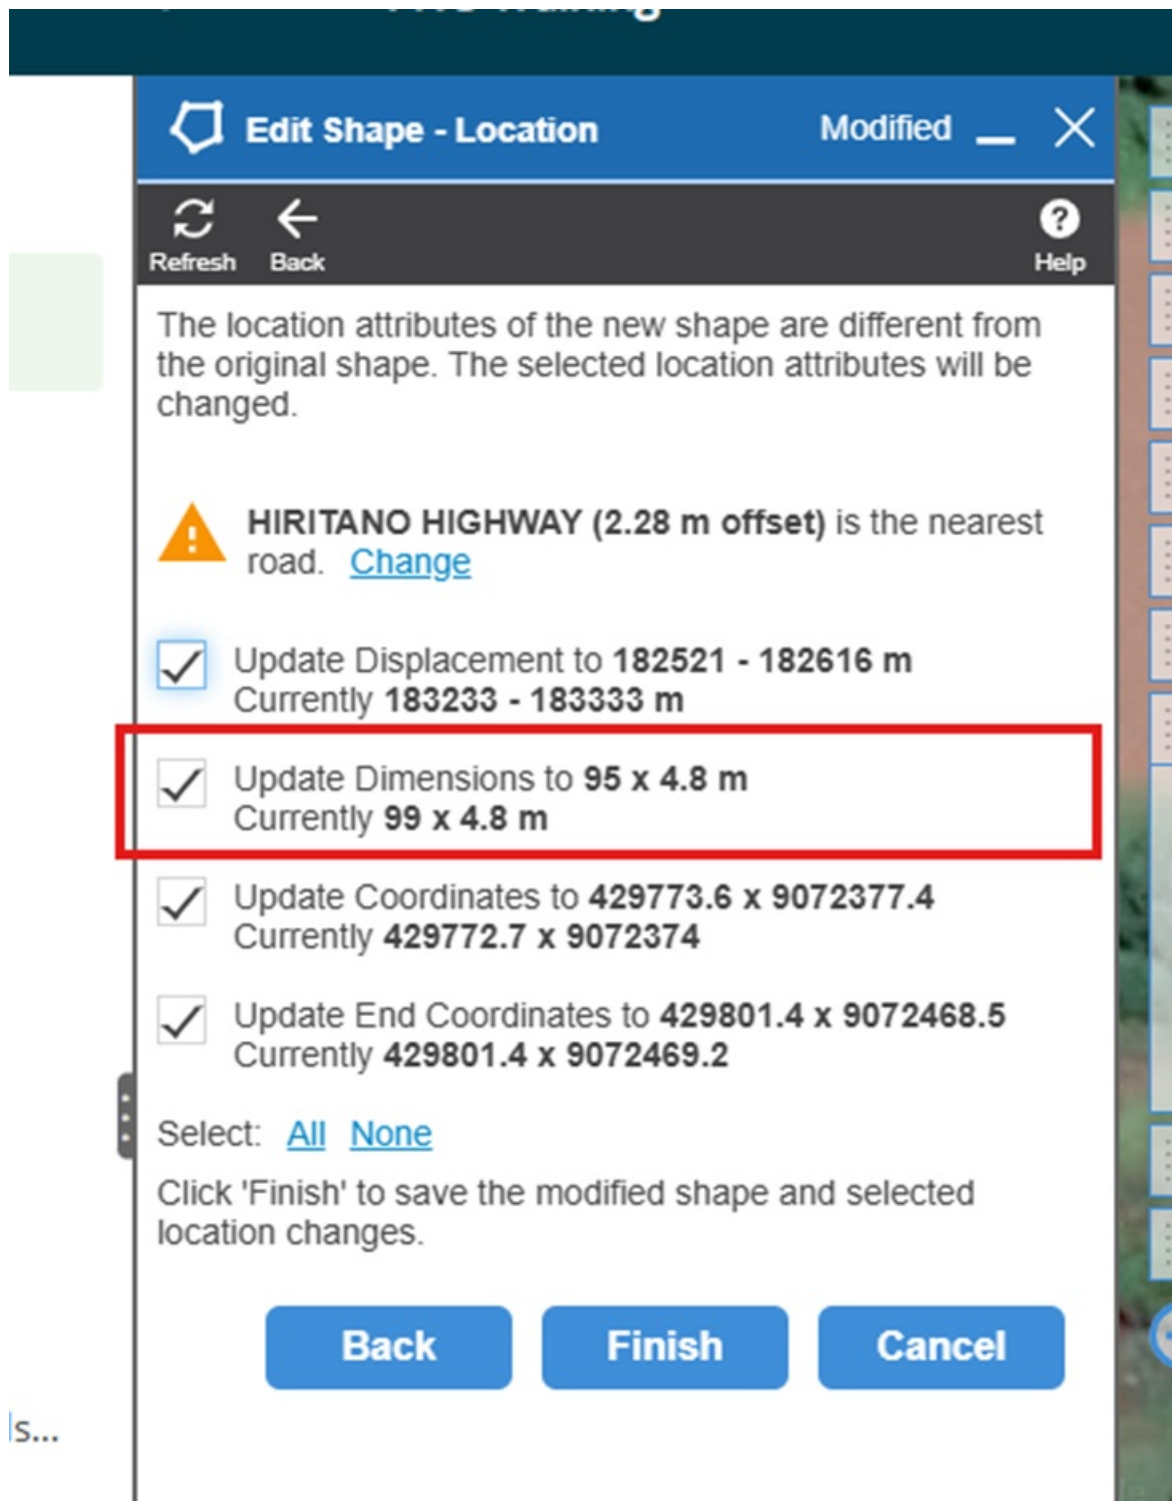 Edit Shape - Location
Modified
Refresh
Back
Help
The location attributes of the new shape are different from
the original shape. The selected location attributes will be
changed.
HIRITANO HIGHWAY (2.28 m offset) is the nearest
road. Change
Update Displacement to 182521 - 182616 m
Currently 183233 - 183333 m
Update Dimensions to 95 x 4.8 m
Currently 99 x 4.8 m
Update Coordinates to 429773.6 x 9072377.4
Currently 429772.7 x 9072374
Update End Coordinates to 429801.4 x 9072468.5
Currently 429801.4 x 9072469.2
Select: All None
Click 'Finish' to save the modified shape and selected
location changes.
Back
Finish
Cancel